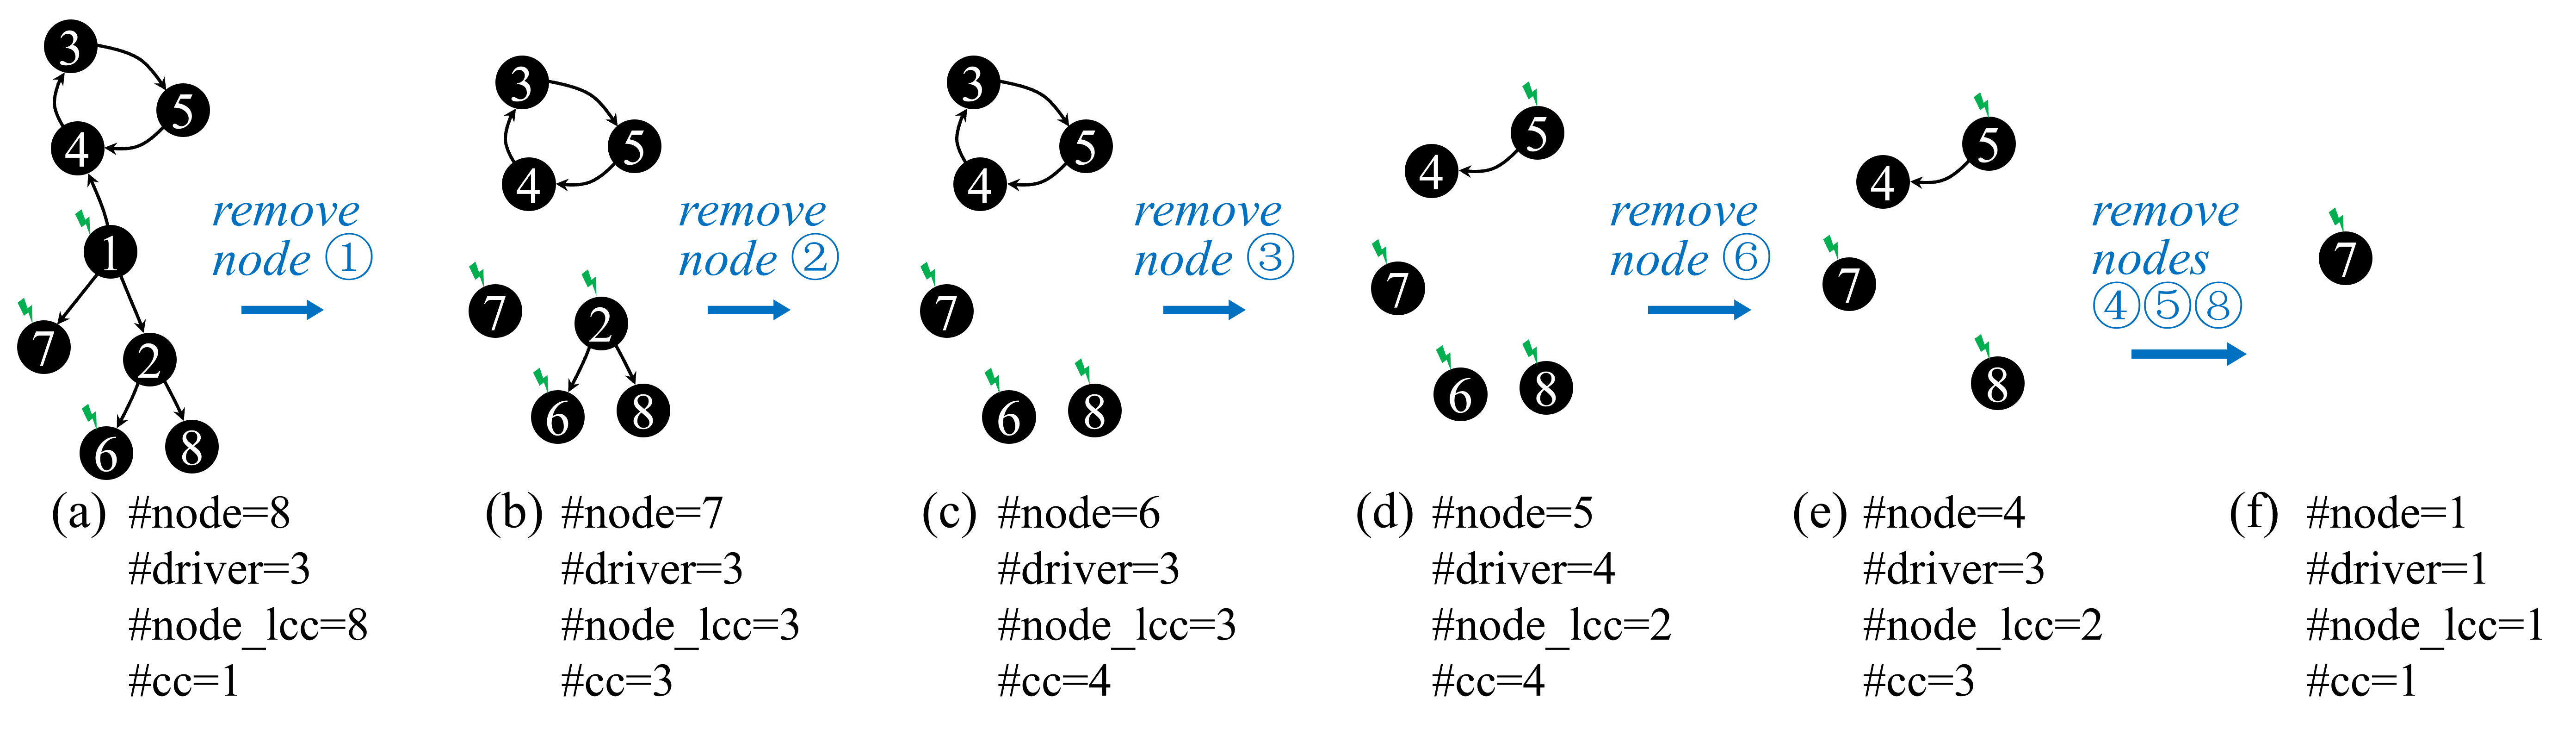 3
5
4
1
7
2
6
8
remove
node ①
3
5
4
7
2
6
8
remove
node ②
3
5
4
7
6
8
remove
node ③
5
4
7
6
8
remove
node ⑥
5
4
7
8
remove
nodes
④⑤⑧
7
(a) #node=8
#driver=3
#node_lcc=8
#cc=1
(b) #node=7
#driver=3
#node_lcc=3
#cc=3
(c) #node=6
#driver=3
#node_lcc=3
#cc=4
(d) #node=5
#driver=4
#node_lcc=2
#cc=4
(e) #node=4
#driver=3
#node_lcc=2
#cc=3
(f) #node=1
#driver=1
#node_lcc=1
#cc=1